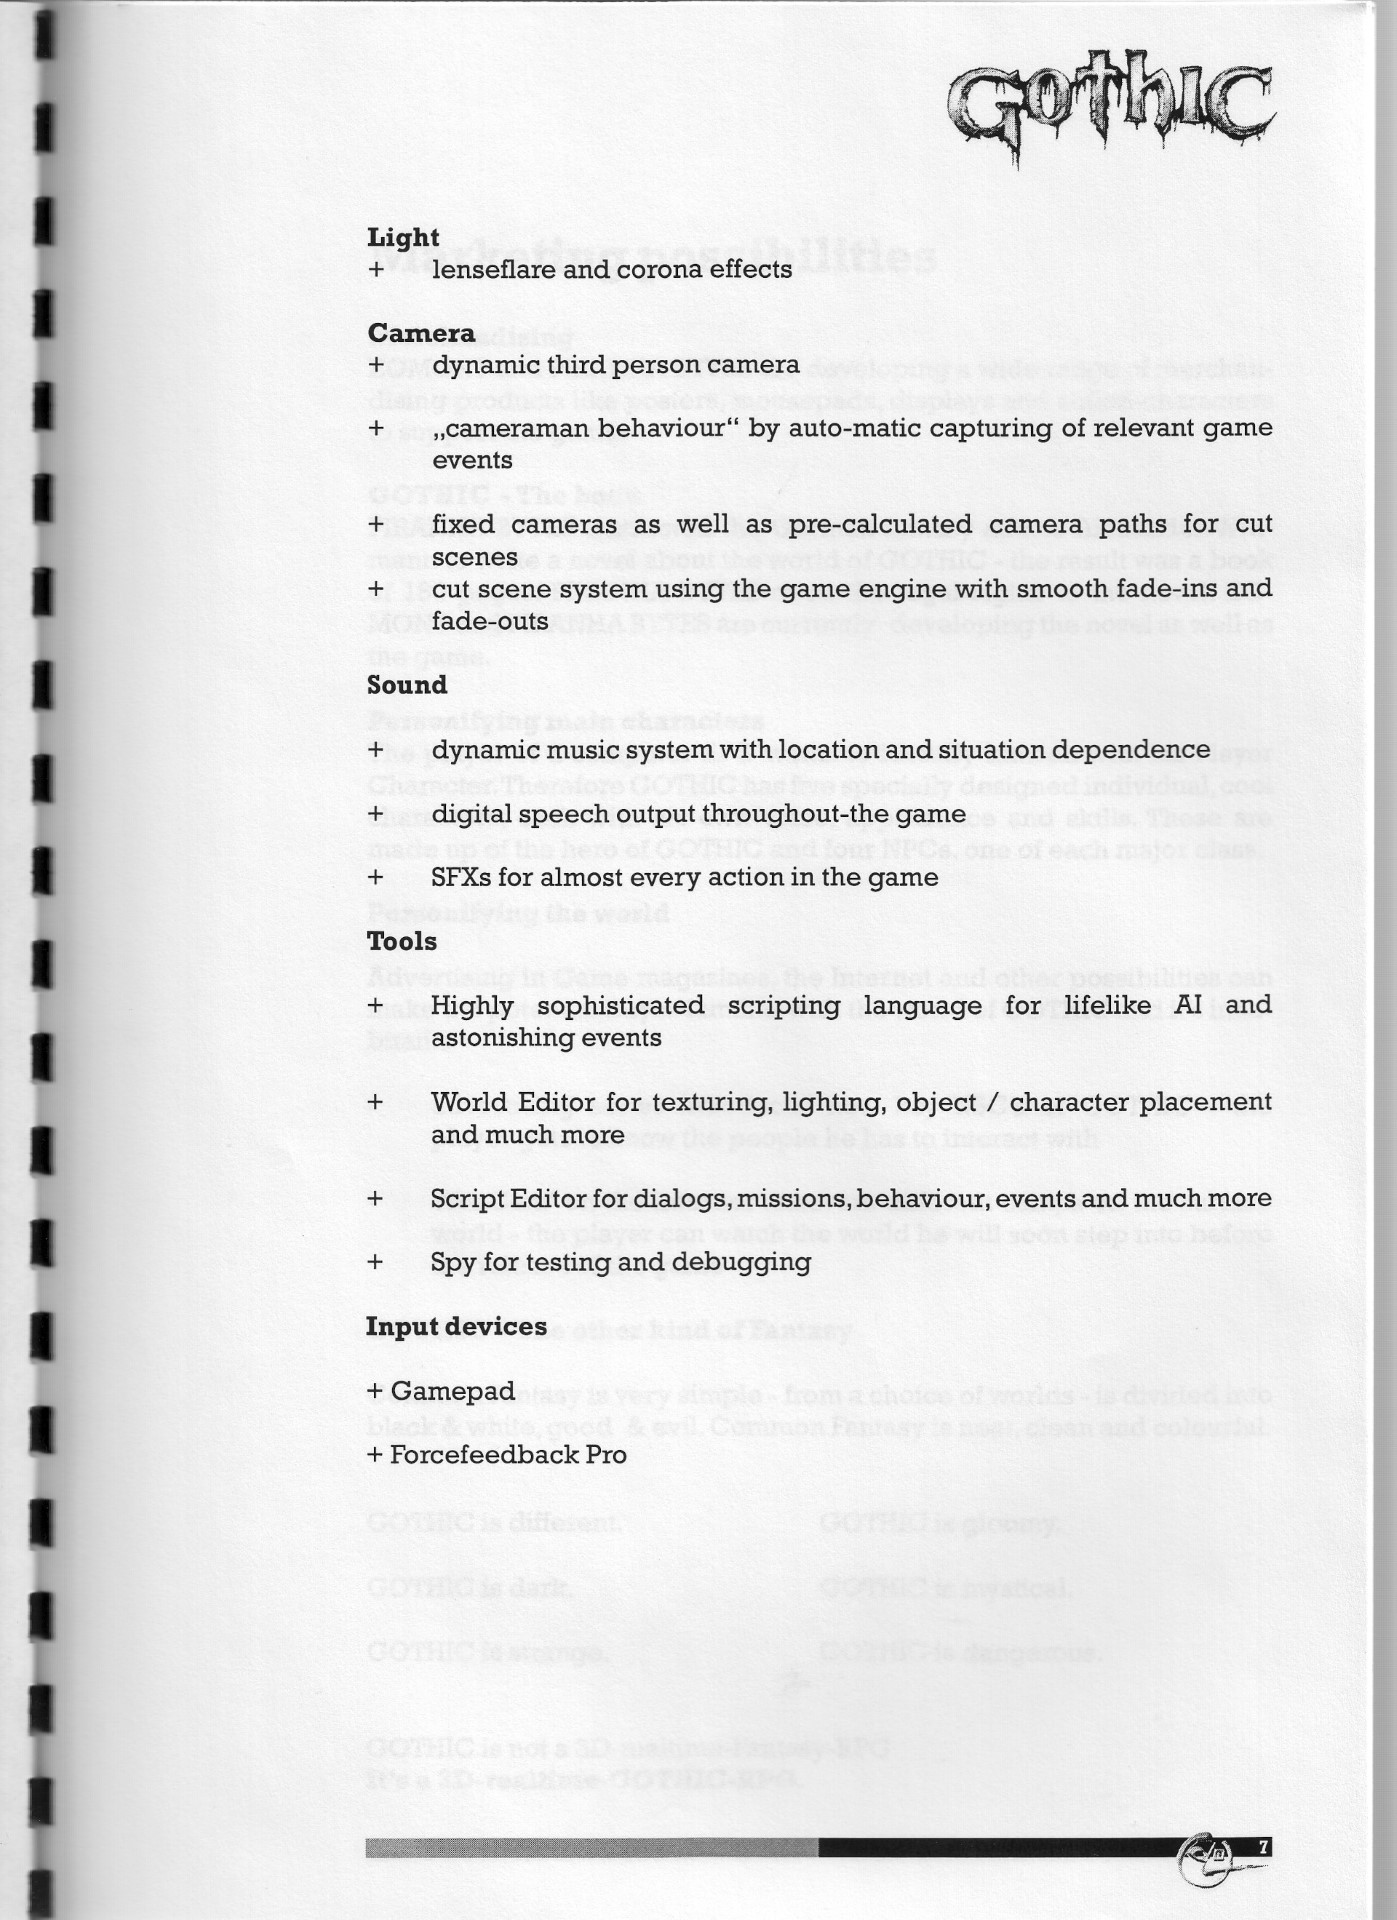 GOTHIC
Light
+ lenseflare and corona effects
Camera
+ dynamic third person camera
+ „cameraman behaviour“ by auto-matic capturing of relevant game
events
+ fixed cameras as well as pre-calculated camera paths for cut
scenes
+ cut scene system using the game engine with smooth fade-ins and
fade-outs
Sound
+ dynamic music system with location and situation dependence
+ digital speech output throughout-the game
+ SFXs for almost every action in the game
Tools
+ Highly sophisticated scripting language for lifelike AI and
astonishing events
+ World Editor for texturing, lighting, object / character placement
and much more
+ Script Editor for dialogs, missions, behaviour, events and much more
+ Spy for testing and debugging
Input devices
+ Gamepad
+ Forcefeedback Pro
7